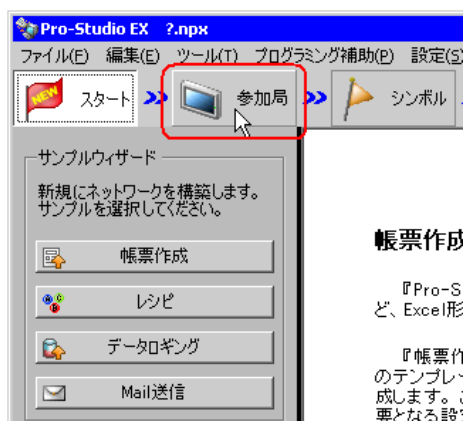 Pro-Studio EX ?.npx
ファイル(F) 編集(E) ツール(T) プログラミング補助(P) 設定(S)
NEW スタート 参加局 シンボル
サンプルウィザード
新規にネットワークを構築します。
サンプルを選択してください。
帳票作成
レシピ
データロギング
Mail送信
帳票作成
『Pro-S
ど、Excel形
『帳票作
のテンプレー
成します。
要となる設定